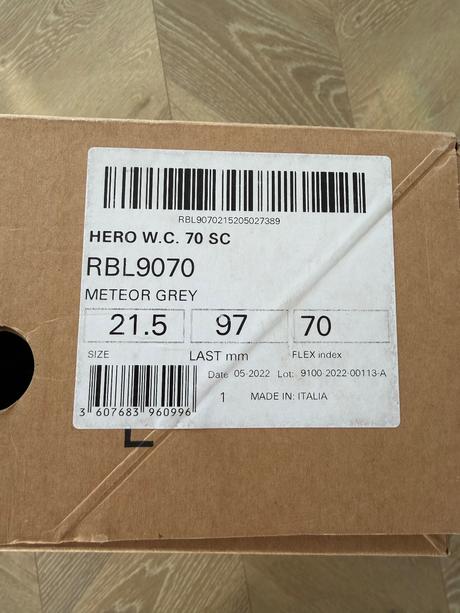 RBL9070215205027389
HERO W.C. 70 SC
RBL9070
METEOR GREY
21.5 97 70
SIZE LAST mm FLEX index
Date 05-2022 Lot: 9100-2022-00113-A
3 607683 960996 1 MADE IN: ITALIA